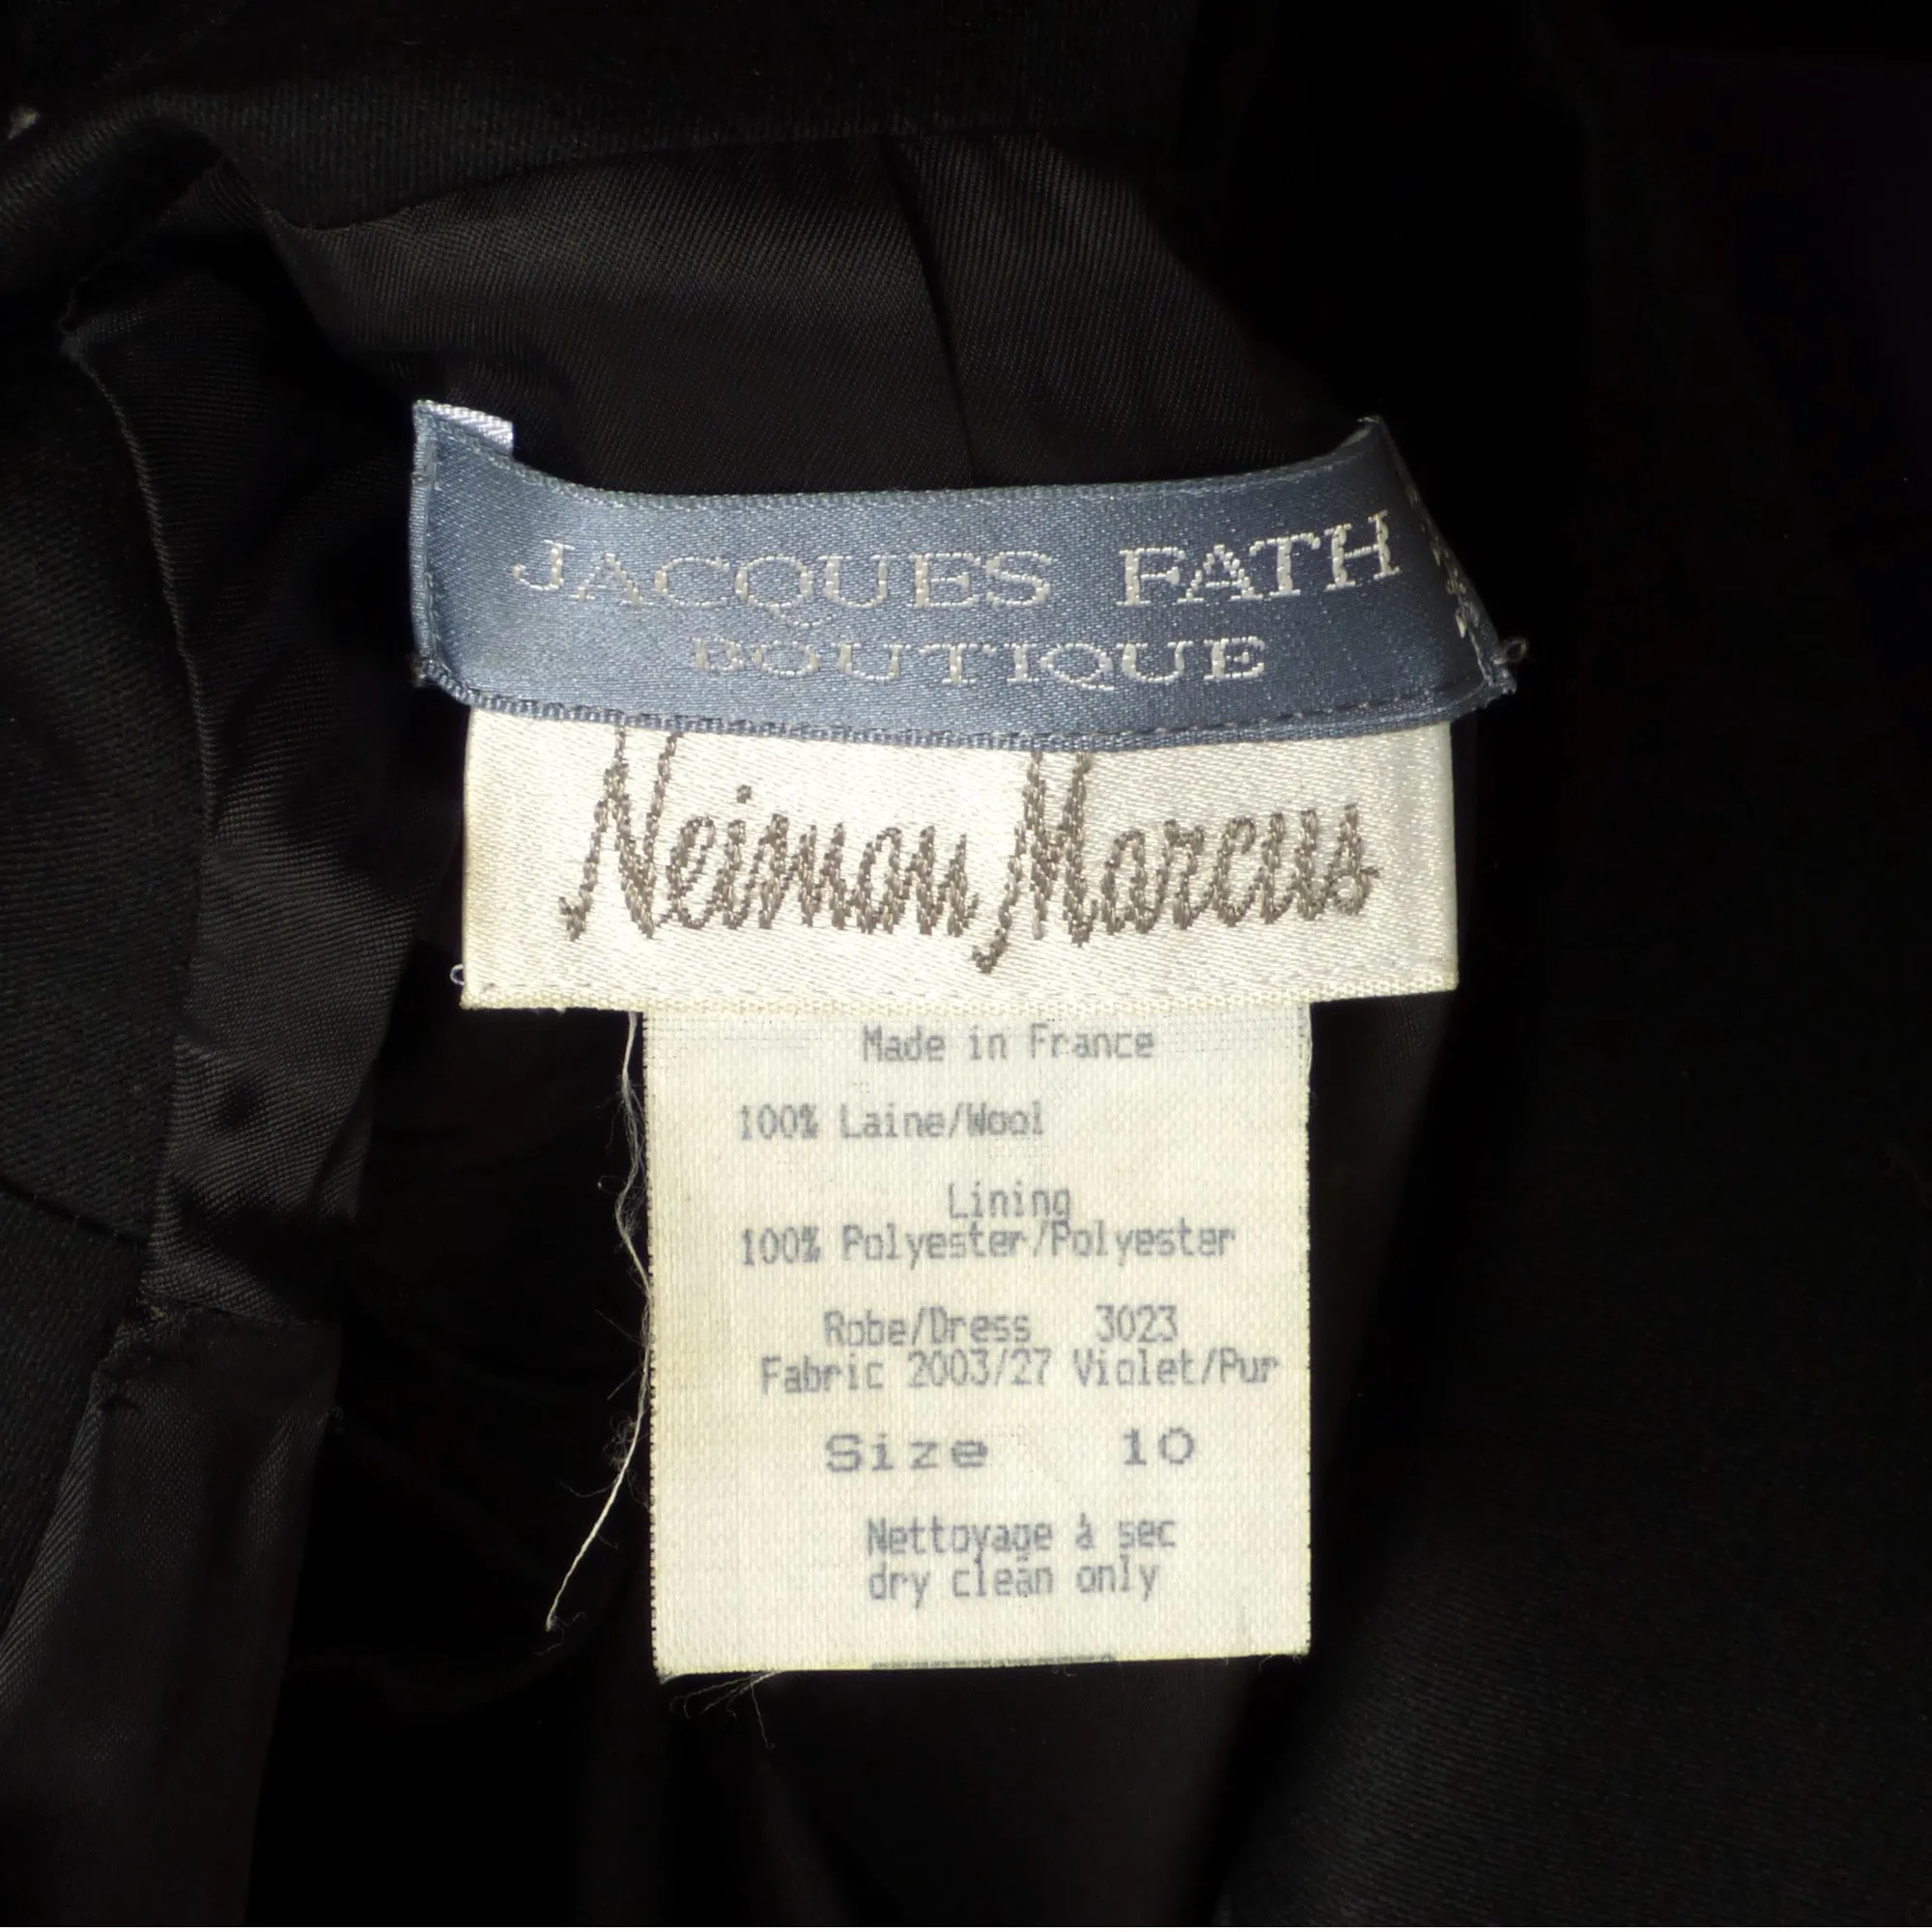 JACQUES FATH
BOUTIQUE
Neiman Marcus
Made in France
100% Laine/Wool
Lining
100% Polyester/Polyester
Robe/Dress 3023
Fabric 2003/27 Violet/Pur
Size 10
Nettoyage à sec
dry clean only